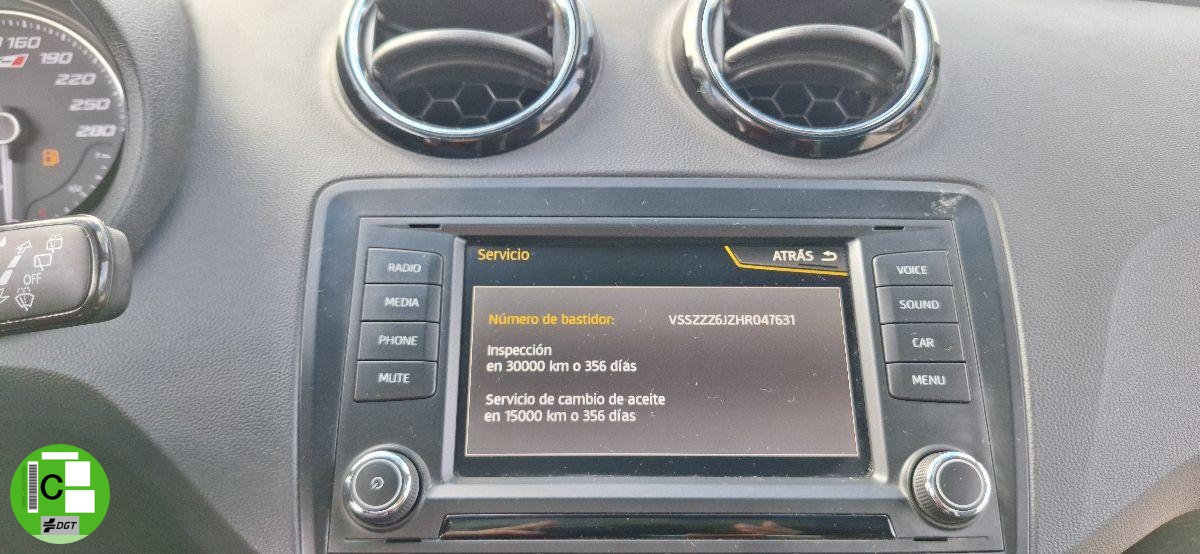 160
190
220
250
280
OFF
RADIO
MEDIA
PHONE
MUTE
Servicio
ATRÁS
Número de bastidor: VSSZZZ6JZHR047631
Inspección
en 30000 km o 356 días
Servicio de cambio de aceite
en 15000 km o 356 días
VOICE
SOUND
CAR
MENU
C
DGT